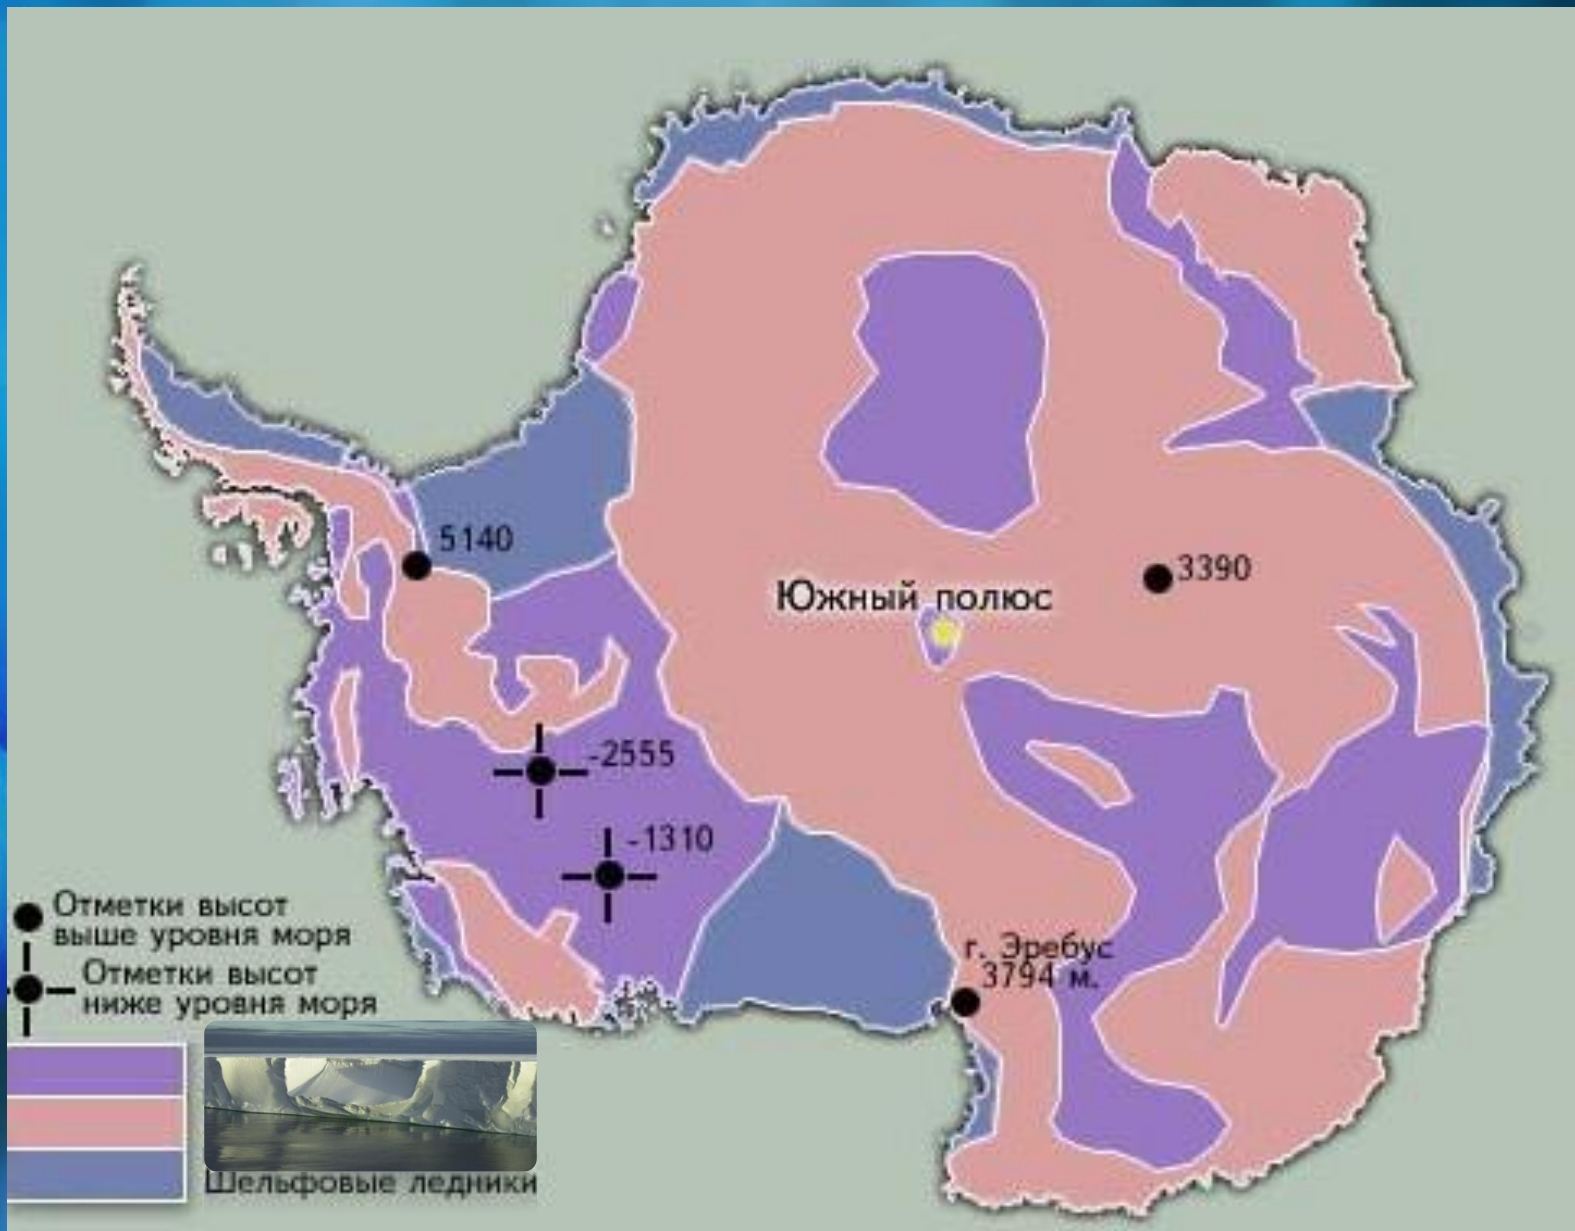 5140
3390
Южный полюс
-2555
-1310
г. Эребус
3794 м.
Отметки высот
выше уровня моря
Отметки высот
ниже уровня моря
Шельфовые ледники